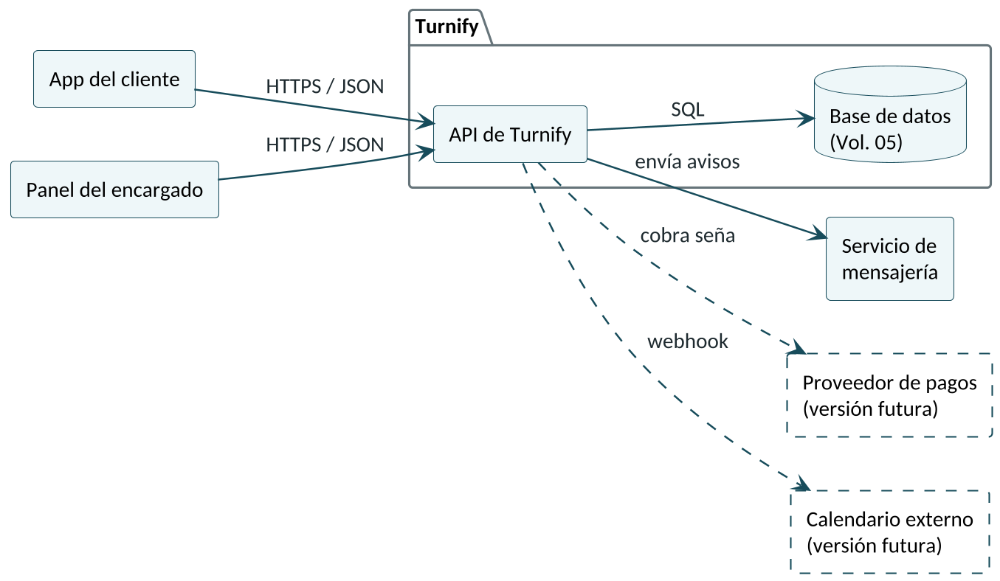 Turnify
App del cliente
HTTPS / JSON
Panel del encargado
HTTPS / JSON
API de Turnify
SQL
Base de datos
(Vol. 05)
envía avisos
Servicio de
mensajería
cobra seña
Proveedor de pagos
(versión futura)
webhook
Calendario externo
(versión futura)